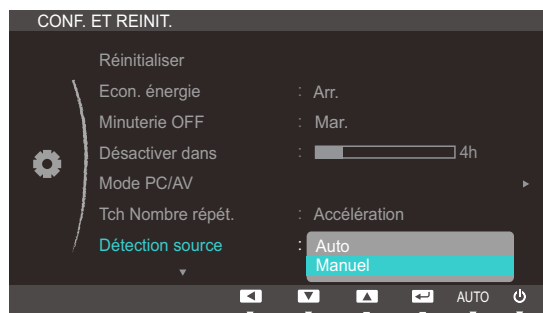 CONF. ET REINIT.
Réinitialiser
Econ. énergie : Arr.
Minuterie OFF : Mar.
Désactiver dans : 4h
Mode PC/AV
Tch Nombre répét. : Accélération
Détection source : Auto
Manuel
AUTO